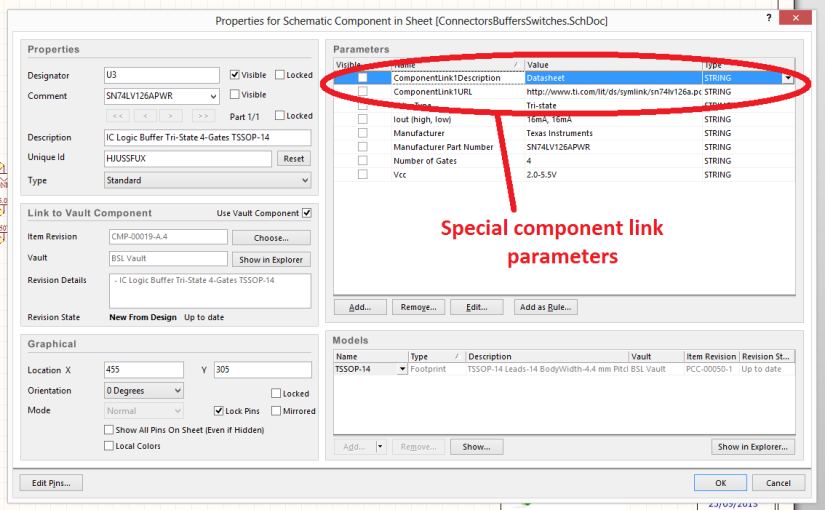 Properties for Schematic Component in Sheet [ConnectorsBuffersSwitches.SchDoc]
? ×
Properties
Designator U3 Visible Locked
Comment SN74LV126APWR Visible
<< < > >> Part 1/1 Locked
Description IC Logic Buffer Tri-State 4-Gates TSSOP-14
Unique Id HJUSSFUX Reset
Type Standard
Link to Vault Component Use Vault Component
Item Revision CMP-00019-A.4 Choose...
Vault BSL Vault Show in Explorer
Revision Details - IC Logic Buffer Tri-State 4-Gates TSSOP-14
Revision State New From Design Up to date
Graphical
Location X 455 Y 305
Orientation 0 Degrees Locked
Mode Normal Lock Pins Mirrored
Show All Pins On Sheet (Even if Hidden)
Local Colors
Parameters
Visible Name / Value Type
ComponentLink1Description Datasheet STRING
ComponentLink1URL http://www.ti.com/lit/ds/symlink/sn74lv126a.pc STRING
Type Tri-state STRING
Iout (high, low) 16mA, 16mA STRING
Manufacturer Texas Instruments STRING
Manufacturer Part Number SN74LV126APWR STRING
Number of Gates 4 STRING
Vcc 2.0-5.5V STRING
Special component link
parameters
Add... Remove... Edit... Add as Rule...
Models
Name Type / Description Vault Item Revision Revision St...
TSSOP-14 Footprint TSSOP-14 Leads-14 BodyWidth-4.4 mm Pitcl BSL Vault PCC-00050-1 Up to date
Add... Remove... Show... Show in Explorer...
Edit Pins... OK Cancel
25/09/2015